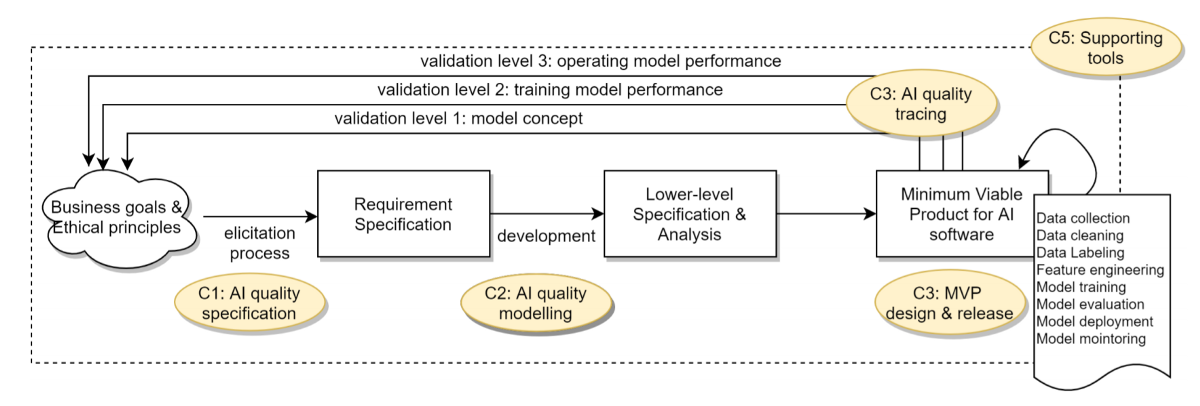 C5: Supporting
tools
validation level 3: operating model performance
validation level 2: training model performance
validation level 1: model concept
C3: AI quality
tracing
Business goals &
Ethical principles
elicitation
process
Requirement
Specification
development
Lower-level
Specification &
Analysis
Minimum Viable
Product for AI
software
C1: AI quality
specification
C2: AI quality
modelling
C3: MVP
design & release
Data collection
Data cleaning
Data Labeling
Feature engineering
Model training
Model evaluation
Model deployment
Model mointoring